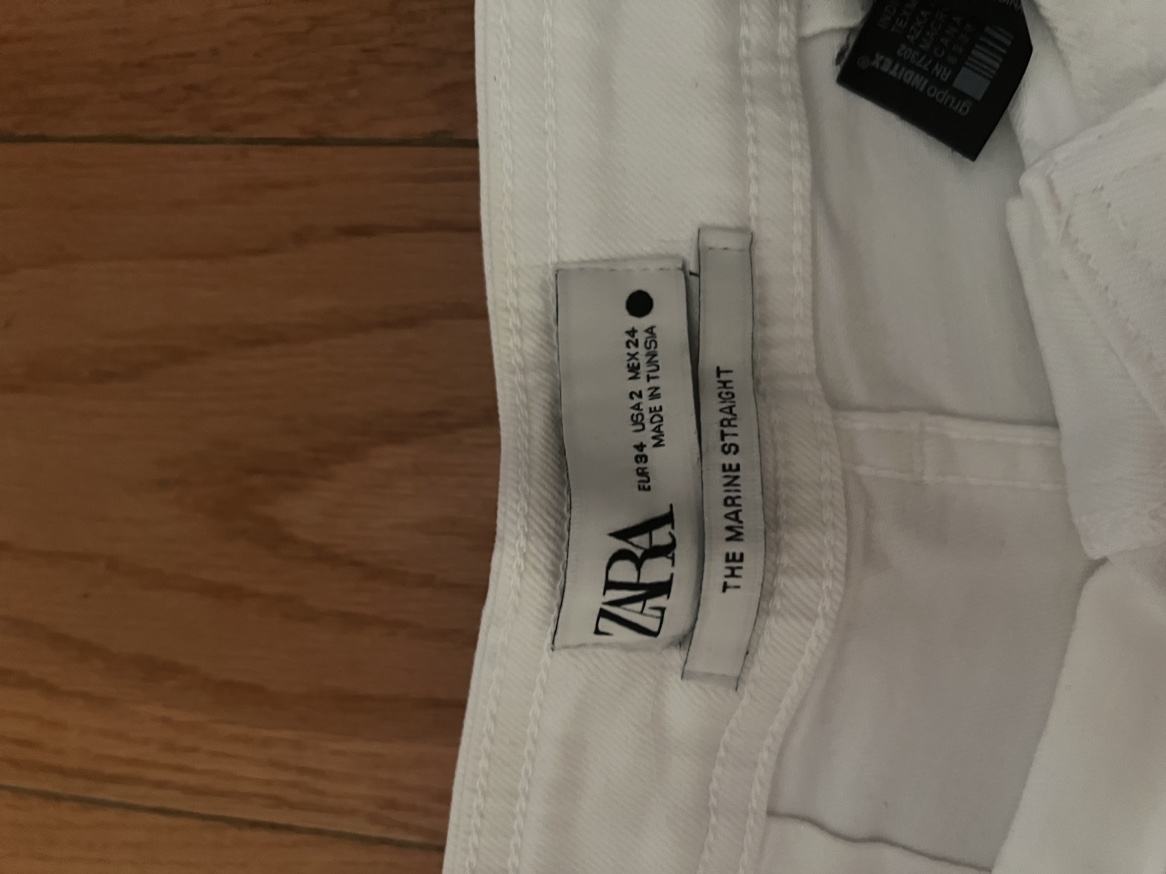 ZARA
EUR 34 USA 2 MEX 24
MADE IN TUNISIA
THE MARINE STRAIGHT
grupo INDITEX®
RN 77302